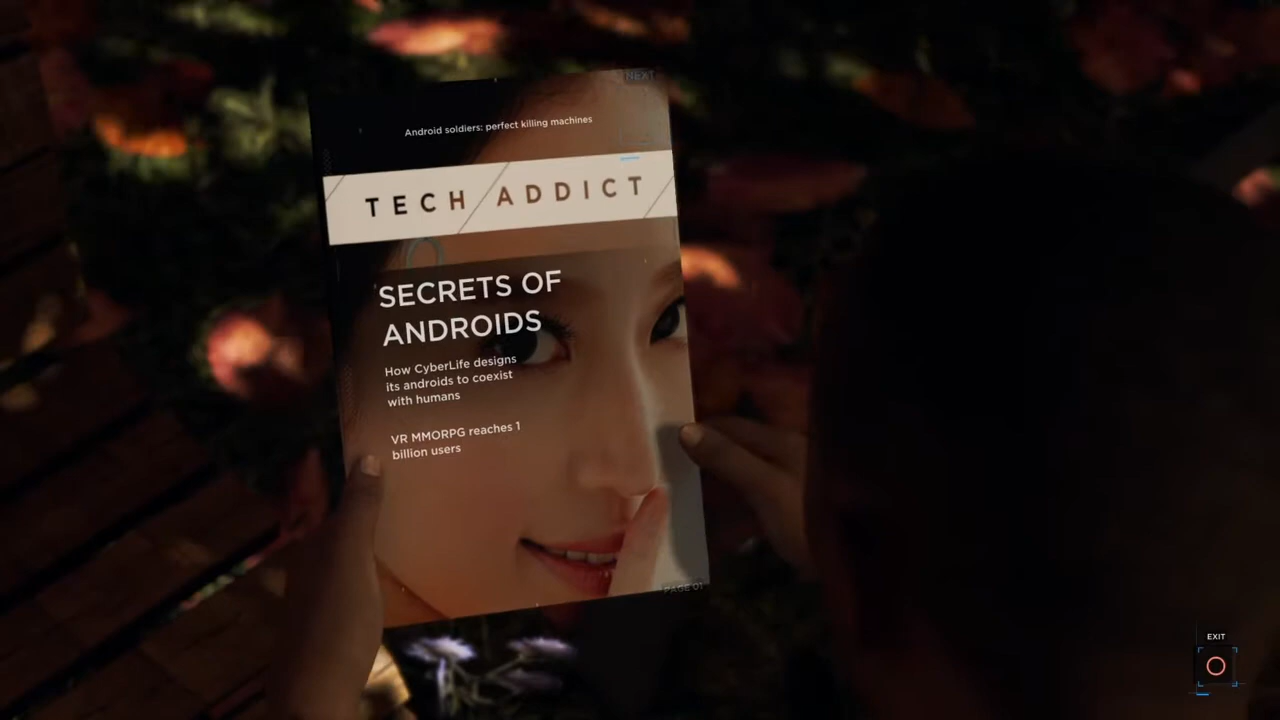 NEXT
Android soldiers: perfect killing machines
TECH ADDICT
SECRETS OF
ANDROIDS
How CyberLife designs
its androids to coexist
with humans
VR MMORPG reaches 1
billion users
PAGE 01
EXIT